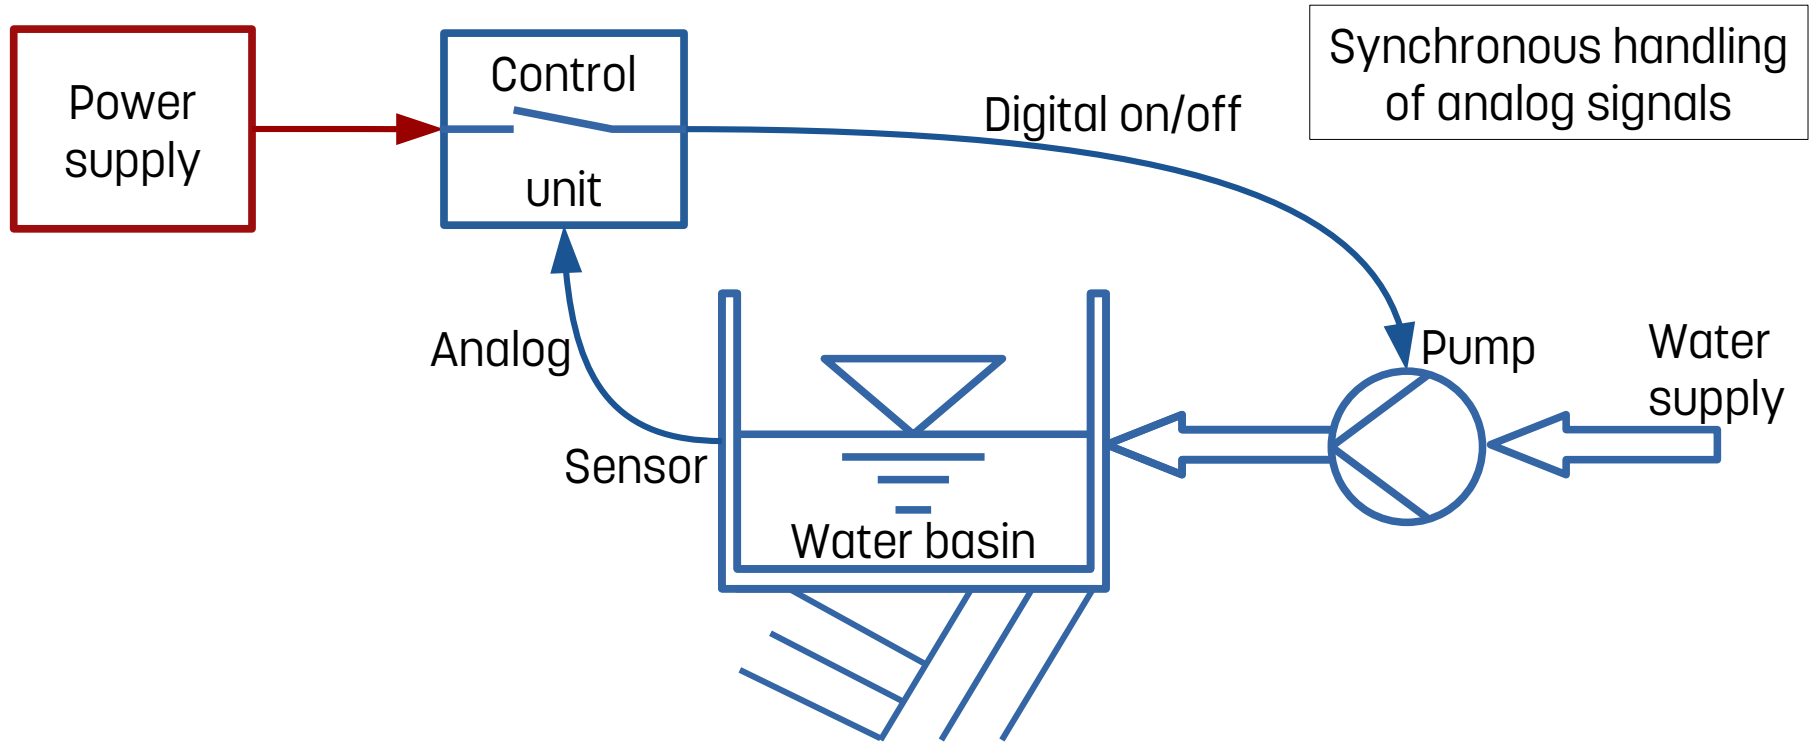 Power
supply
Control
unit
Digital on/off
Synchronous handling
of analog signals
Analog
Sensor
Water basin
Pump
Water
supply